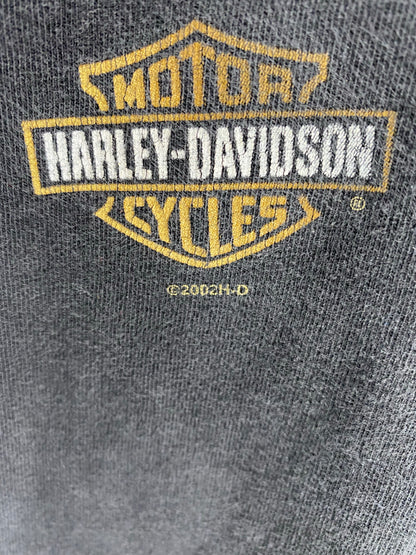 MOTOR
HARLEY-DAVIDSON
CYCLES
®
©2002H-D